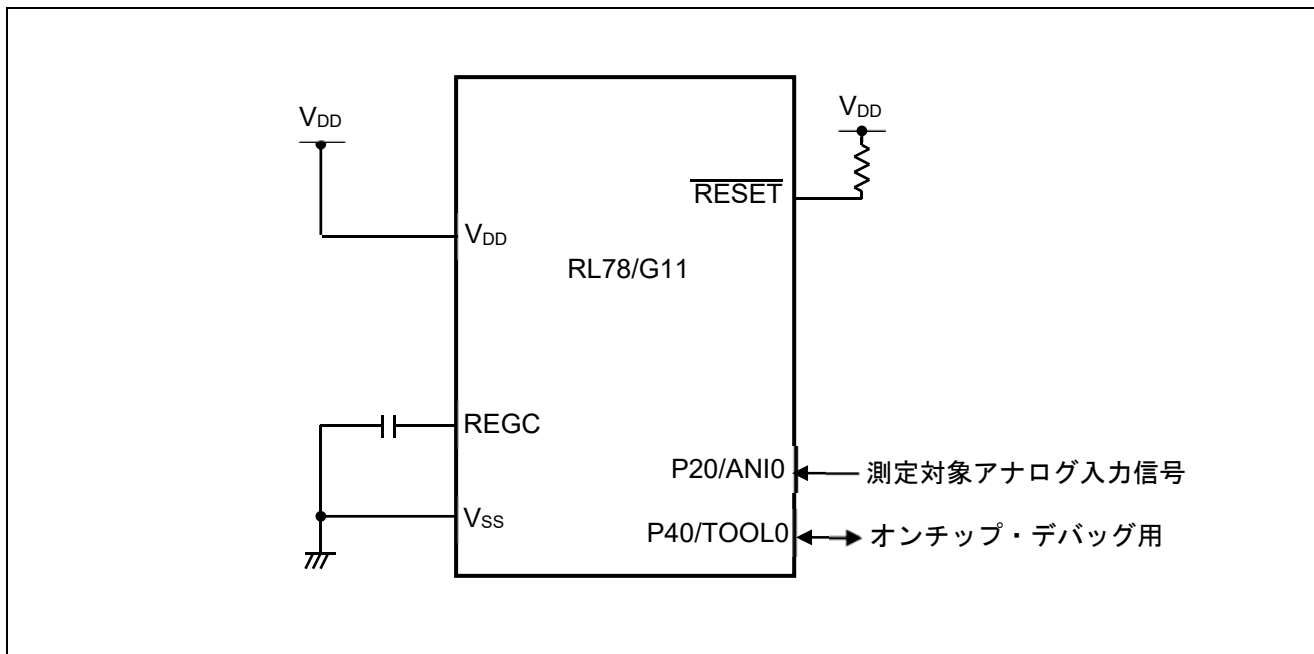 VDD
VDD
RESET
VDD
RL78/G11
REGC
P20/ANI0
測定対象アナログ入力信号
VSS
P40/TOOL0
オンチップ・デバッグ用